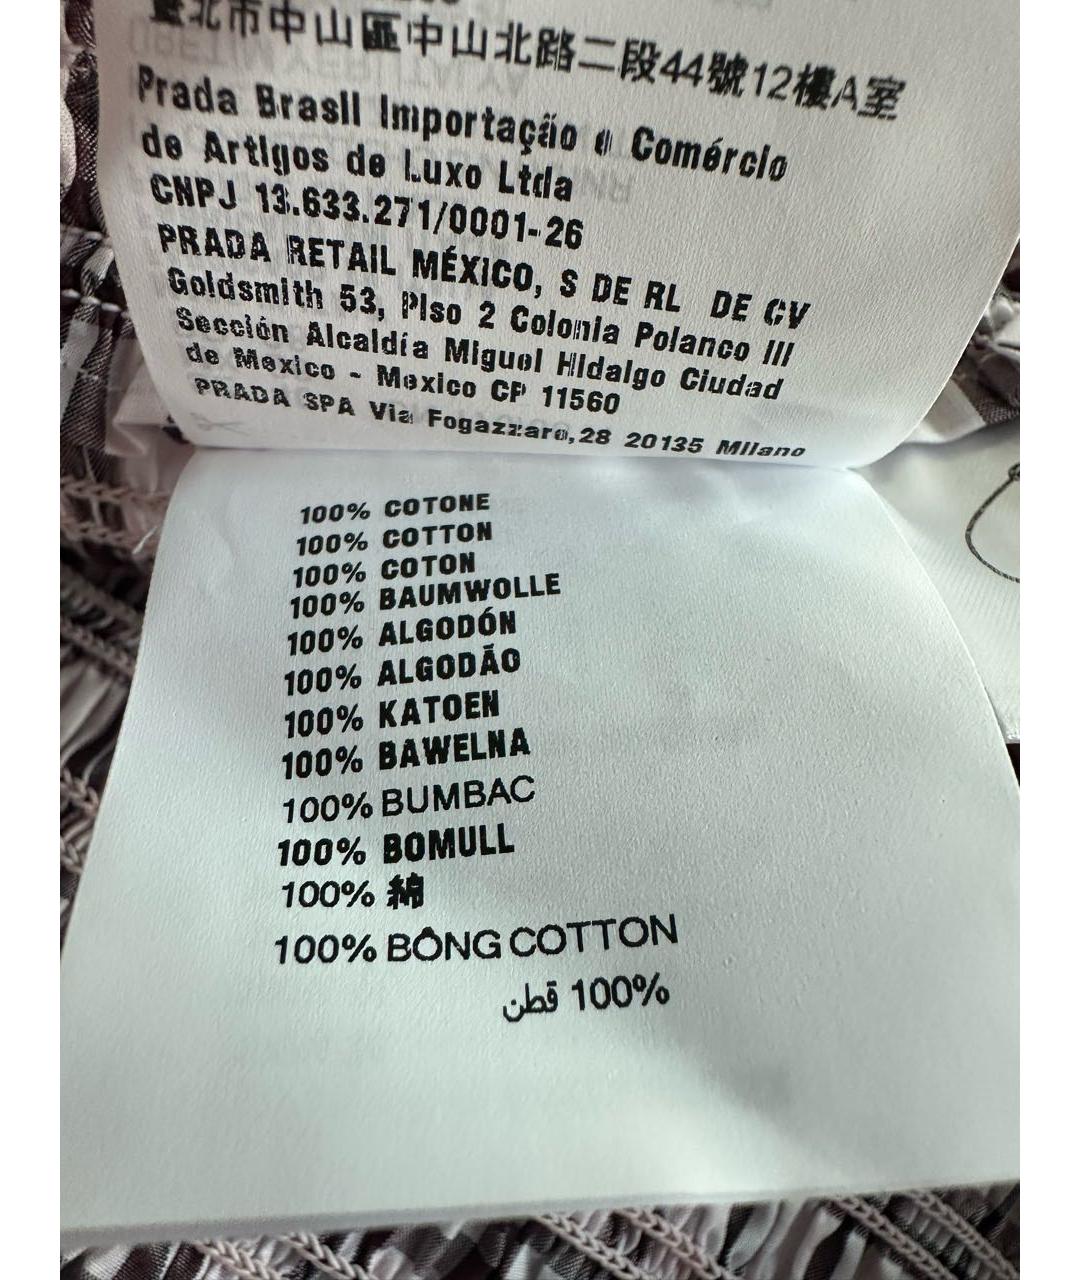 臺北市中山區中山北路二段44號12樓A室
Prada Brasil Importação e Comércio
de Artigos de Luxo Ltda
CNPJ 13.633.271/0001-26
PRADA RETAIL MÉXICO, S DE RL DE CV
Goldsmith 53, Piso 2 Colonia Polanco III
Sección Alcaldía Miguel Hidalgo Ciudad
de Mexico - Mexico CP 11560
PRADA SPA Via Fogazzaro,28 20135 Milano
100% COTONE
100% COTTON
100% COTON
100% BAUMWOLLE
100% ALGODÓN
100% ALGODÃO
100% KATOEN
100% BAWELNA
100% BUMBAC
100% BOMULL
100% 綿
100% BÔNG COTTON
100% قطن